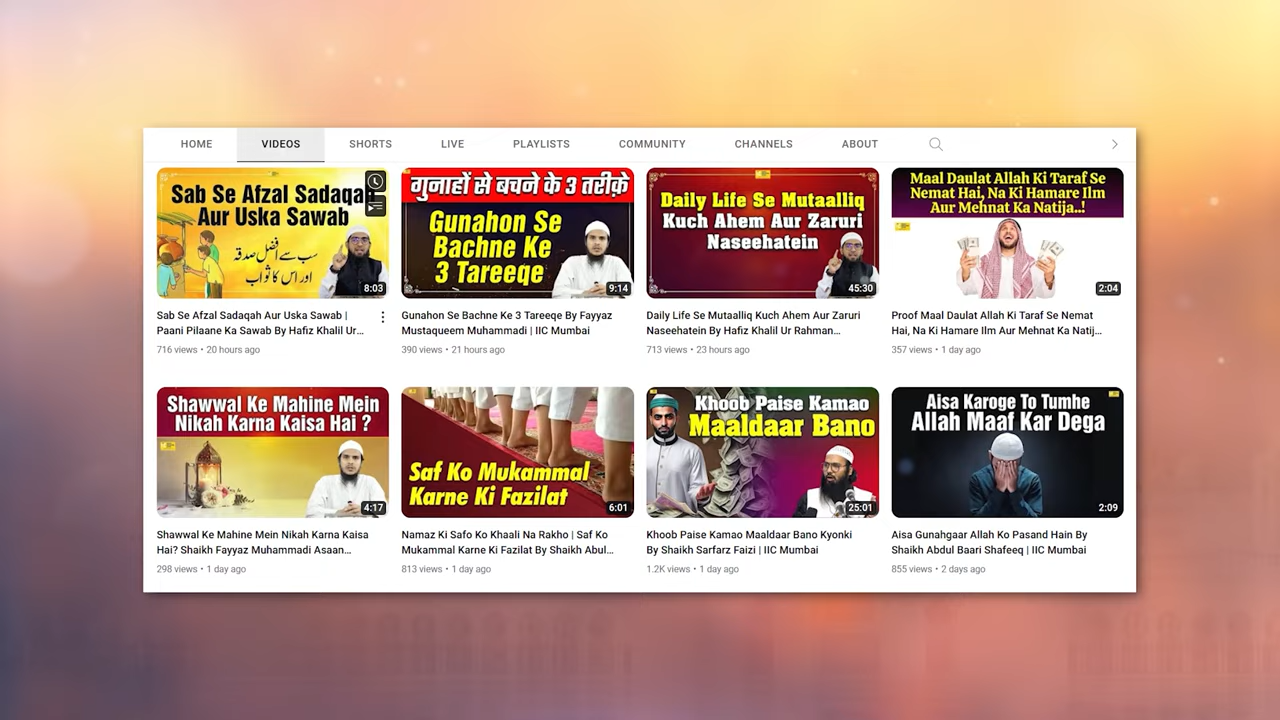 HOME VIDEOS SHORTS LIVE PLAYLISTS COMMUNITY CHANNELS ABOUT
Sab Se Afzal Sadaqah
Aur Uska Sawab
سب سے افضل صدقہ
اور اس کا ثواب
8:03
Sab Se Afzal Sadaqah Aur Uska Sawab |
Paani Pilaane Ka Sawab By Hafiz Khalil Ur...
716 views • 20 hours ago
गुनाहों से बचने के 3 तरीक़े
Gunahon Se
Bachne Ke
3 Tareeqe
9:14
Gunahon Se Bachne Ke 3 Tareeqe By Fayyaz
Mustaqueem Muhammadi | IIC Mumbai
390 views • 21 hours ago
Daily Life Se Mutaalliq
Kuch Ahem Aur Zaruri
Naseehatein
45:30
Daily Life Se Mutaalliq Kuch Ahem Aur Zaruri
Naseehatein By Hafiz Khalil Ur Rahman...
713 views • 23 hours ago
Maal Daulat Allah Ki Taraf Se
Nemat Hai, Na Ki Hamare Ilm
Aur Mehnat Ka Natija..!
2:04
Proof Maal Daulat Allah Ki Taraf Se Nemat
Hai, Na Ki Hamare Ilm Aur Mehnat Ka Natij...
357 views • 1 day ago
Shawwal Ke Mahine Mein
Nikah Karna Kaisa Hai ?
4:17
Shawwal Ke Mahine Mein Nikah Karna Kaisa
Hai? Shaikh Fayyaz Muhammadi Asaan...
298 views • 1 day ago
Saf Ko Mukammal
Karne Ki Fazilat
6:01
Namaz Ki Safo Ko Khaali Na Rakho | Saf Ko
Mukammal Karne Ki Fazilat By Shaikh Abul...
813 views • 1 day ago
Khoob Paise Kamao
Maaldaar Bano
25:01
Khoob Paise Kamao Maaldaar Bano Kyonki
By Shaikh Sarfarz Faizi | IIC Mumbai
1.2K views • 1 day ago
Aisa Karoge To Tumhe
Allah Maaf Kar Dega
2:09
Aisa Gunahgaar Allah Ko Pasand Hain By
Shaikh Abdul Baari Shafeeq | IIC Mumbai
855 views • 2 days ago